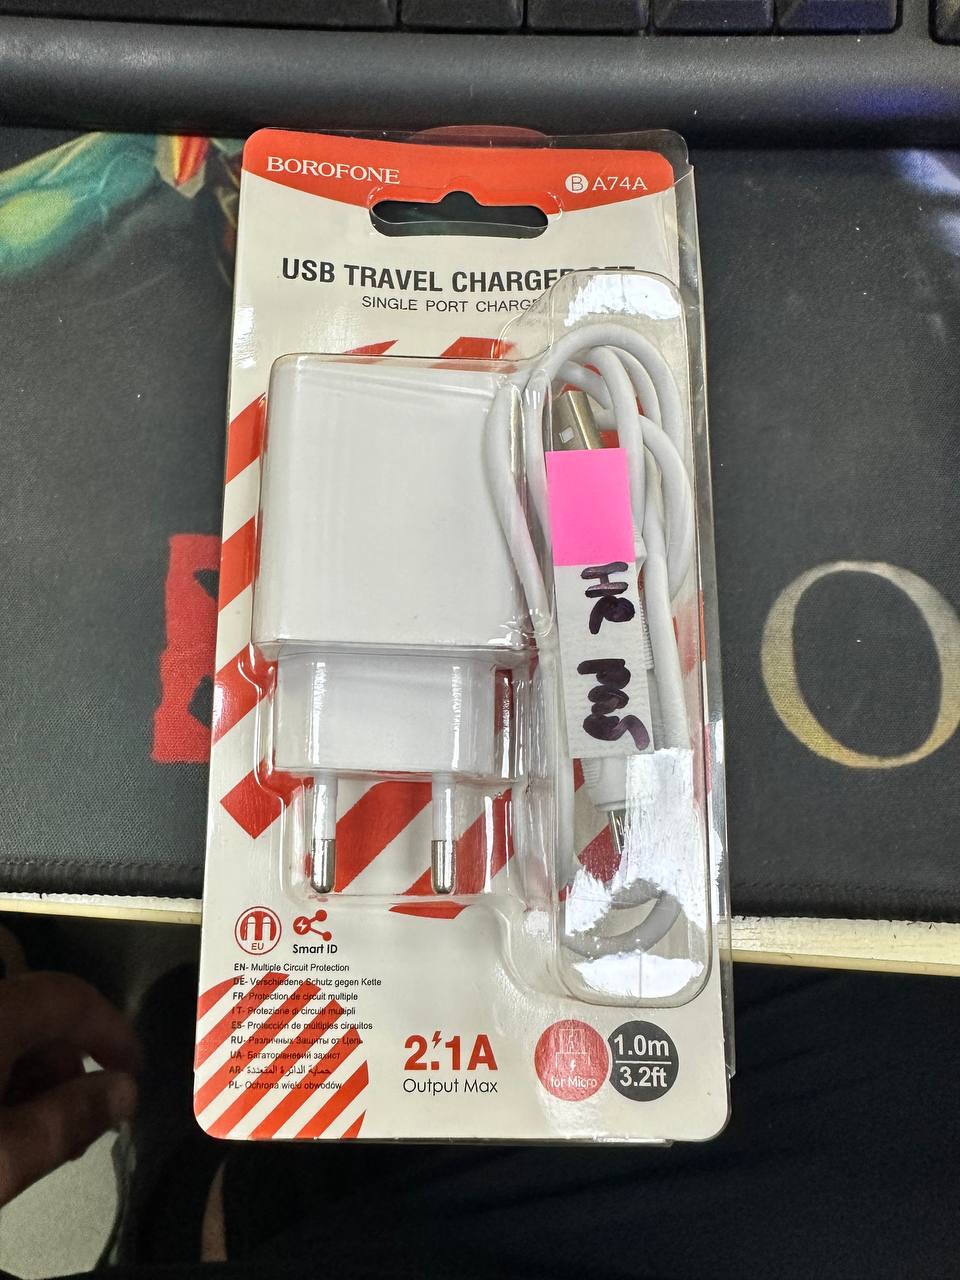 BOROFONE
B A74A
USB TRAVEL CHARGER SET
SINGLE PORT CHARGE
не раб
EU
Smart ID
EN- Multiple Circuit Protection
DE- Verschiedene Schutz gegen Kette
FR- Protection de circuit multiple
IT- Protezione di circuiti multipli
ES- Protección de múltiples circuitos
RU- Различных Защиты от Цепь
UA- Багаторівневий захист
AR- حماية الدائرة المتعددة
PL- Ochrona wielu obwodów
2.1A
Output Max
for Micro
1.0m
3.2ft